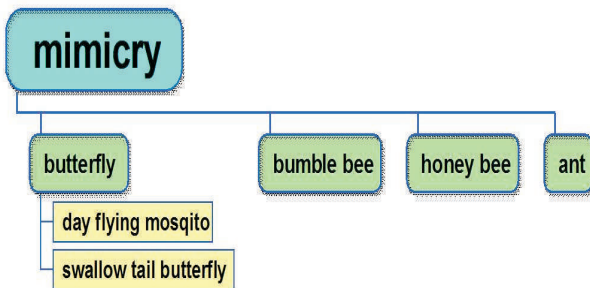 mimicry
butterfly
bumble bee
honey bee
ant
day flying mosqito
swallow tail butterfly